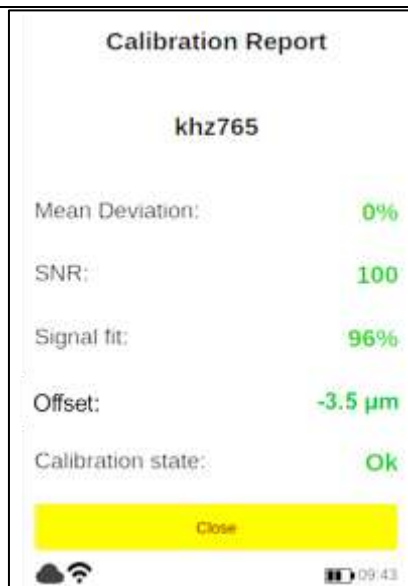 Calibration Report
khz765
Mean Deviation: 0%
SNR: 100
Signal fit: 96%
Offset: -3.5 µm
Calibration state: Ok
Close
09:43